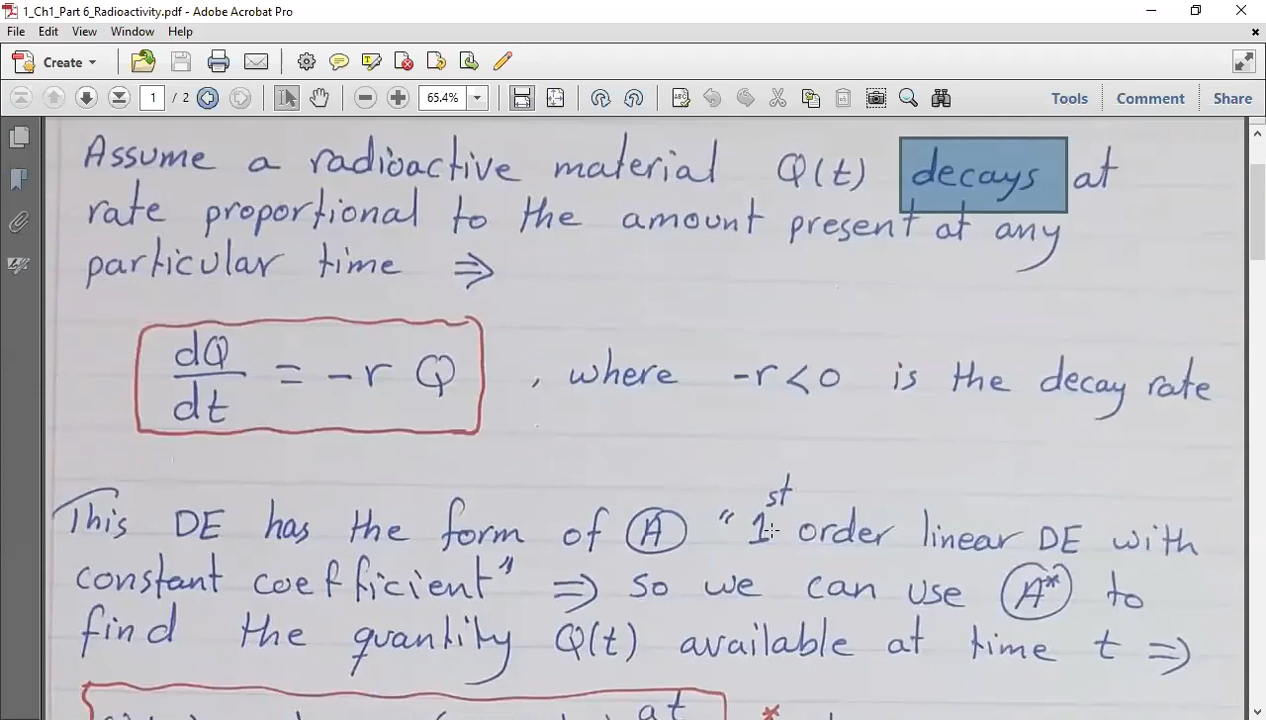 1_Ch1_Part 6_Radioactivity.pdf - Adobe Acrobat Pro
File Edit View Window Help
Create
1 / 2 65.4% Tools Comment Share
Assume a radioactive material Q(t) decays at
rate proportional to the amount present at any
particular time ⇒
dQ/dt = -r Q , where -r < 0 is the decay rate
This DE has the form of A "1st order linear DE with
constant coefficient" ⇒ so we can use A* to
find the quantity Q(t) available at time t ⇒
at *